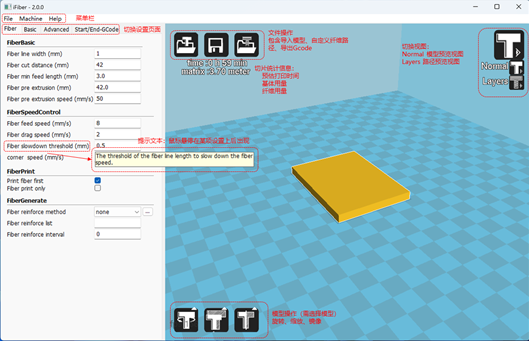 iFiber - 2.0.0
File Machine Help 菜单栏
Fiber Basic Advanced Start/End-GCode 切换设置页面
FiberBasic
Fiber line width (mm) 1
Fiber cut distance (mm) 42
Fiber min feed length (mm) 3.0
Fiber pre extrusion (mm) 42.0
Fiber pre extrusion speed (mm/s) 50
FiberSpeedControl
Fiber feed speed (mm/s) 8
Fiber drag speed (mm/s) 2
Fiber slowdown threshold (mm) 0.5
corner speed (mm/s)
提示文本：鼠标悬停在某设置上后出现
The threshold of the fiber line length to slow down the fiber
speed.
FiberPrint
Print fiber first
Fiber print only
FiberGenerate
Fiber reinforce method none ...
Fiber reinforce list
Fiber reinforce interval 0
文件操作
包含导入模型、自定义纤维路
径、导出Gcode
time :0 h 59 min
matrix :3.70 meter
切片统计信息：
预估打印时间
基体用量
纤维用量
切换视图：
Normal 模型预览视图
Layers 路径预览视图
Normal
Layers
模型操作（需选择模型）
旋转、缩放、镜像